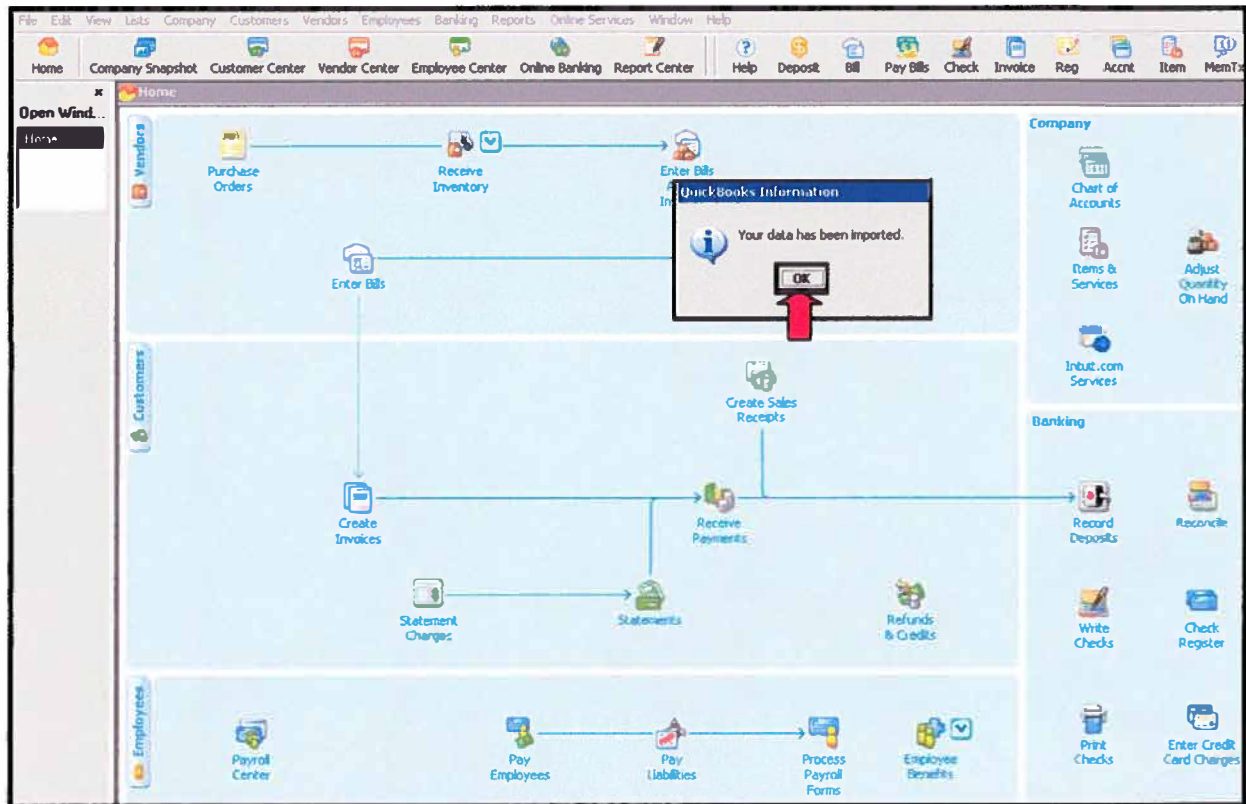 File Edit View Lists Company Customers Vendors Employees Banking Reports Online Services Window Help
Home Company Snapshot Customer Center Vendor Center Employee Center Online Banking Report Center Help Deposit Bill Pay Bills Check Invoice Reg Accnt Item MemTx
Open Wind...
Home
Home
Vendors
Purchase
Orders
Receive
Inventory
Enter Bills
Enter Bills
QuickBooks Information
Your data has been imported.
OK
Customers
Create Sales
Receipts
Create
Invoices
Receive
Payments
Statement
Charges
Statements
Refunds
& Credits
Employees
Payroll
Center
Pay
Employees
Pay
Liabilities
Process
Payroll
Forms
Employee
Benefits
Company
Chart of
Accounts
Items &
Services
Adjust
Quantity
On Hand
Intuit.com
Services
Banking
Record
Deposits
Reconcile
Write
Checks
Check
Register
Print
Checks
Enter Credit
Card Charges